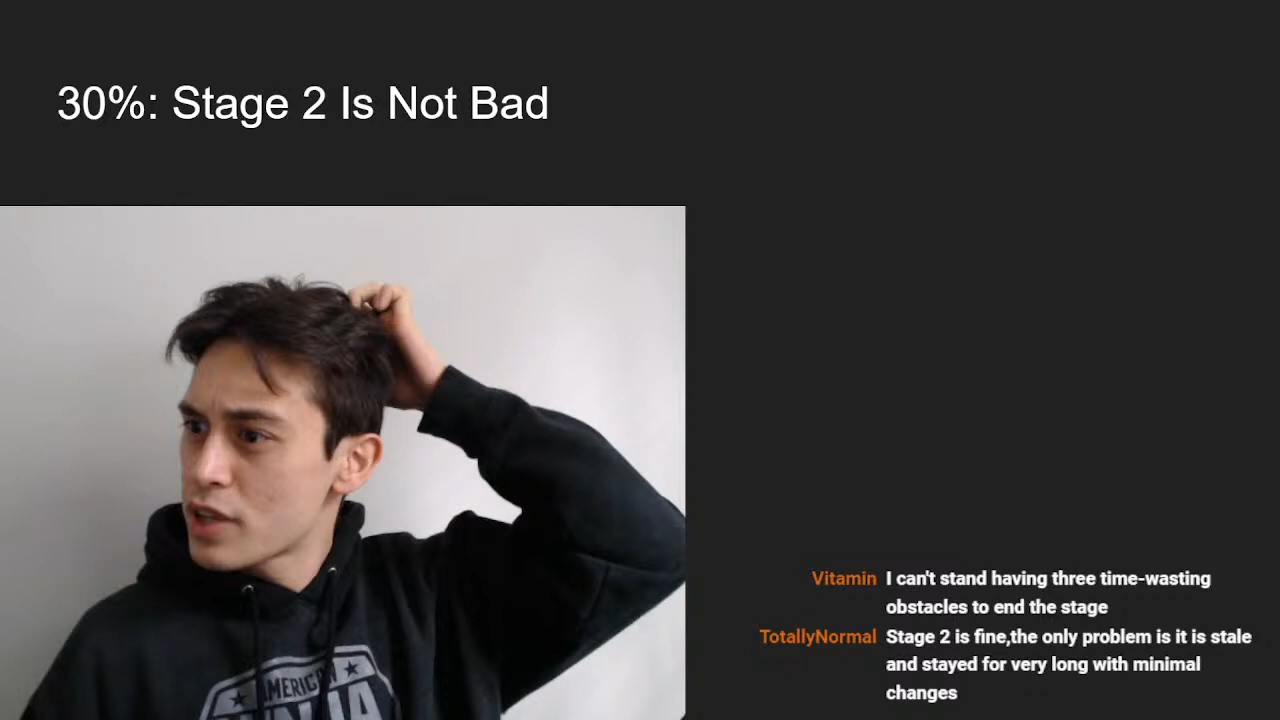 30%: Stage 2 Is Not Bad
AMERICAN
NINJA
Vitamin I can't stand having three time-wasting
obstacles to end the stage
TotallyNormal Stage 2 is fine,the only problem is it is stale
and stayed for very long with minimal
changes